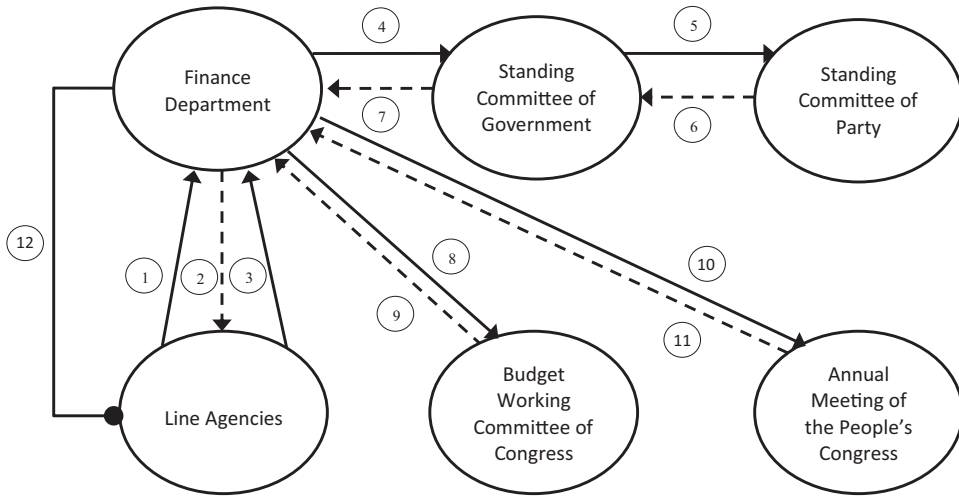 4
5
Finance
Department
Standing
Committee of
Government
Standing
Committee of
Party
7
6
12
1
2
3
8
9
10
11
Line Agencies
Budget
Working
Committee of
Congress
Annual
Meeting of
the People’s
Congress